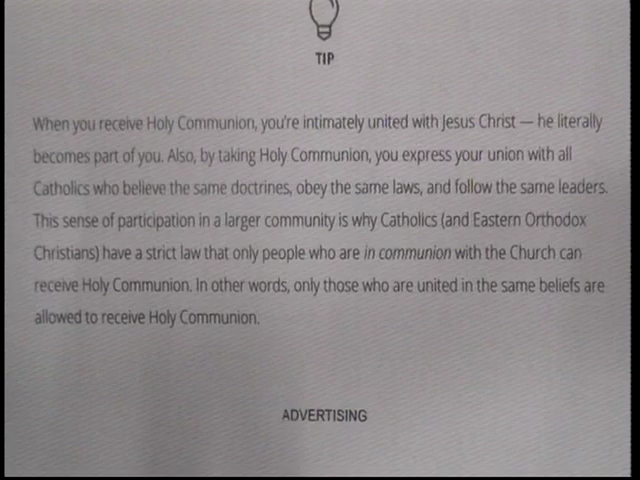 TIP
When you receive Holy Communion, you're intimately united with Jesus Christ — he literally
becomes part of you. Also, by taking Holy Communion, you express your union with all
Catholics who believe the same doctrines, obey the same laws, and follow the same leaders.
This sense of participation in a larger community is why Catholics (and Eastern Orthodox
Christians) have a strict law that only people who are in communion with the Church can
receive Holy Communion. In other words, only those who are united in the same beliefs are
allowed to receive Holy Communion.
ADVERTISING